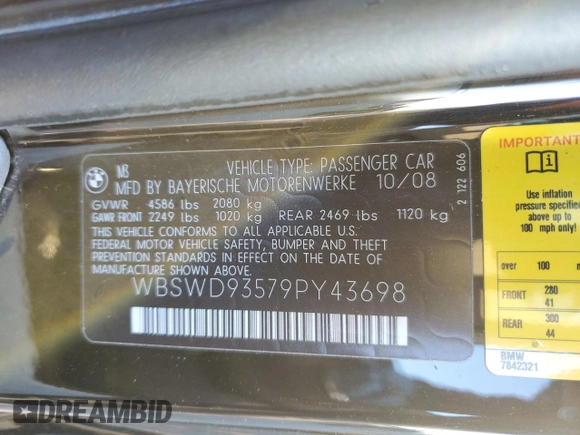 BMW
M3 VEHICLE TYPE: PASSENGER CAR
MFD BY BAYERISCHE MOTORENWERKE 10/08
GVWR 4586 lbs 2080 kg
GAWR FRONT 2249 lbs 1020 kg REAR 2469 lbs 1120 kg
THIS VEHICLE CONFORMS TO ALL APPLICABLE U.S.
FEDERAL MOTOR VEHICLE SAFETY, BUMPER AND THEFT
PREVENTION STANDARDS IN EFFECT ON THE DATE OF
MANUFACTURE SHOWN ABOVE.
WBSWD93579PY43698
2 122 606
IMPORTANT
i
Use inflation
pressure specified
above up to
100 mph only!
over 100 m
FRONT 280
41
REAR 300
44
BMW
7842321
DREAMBID